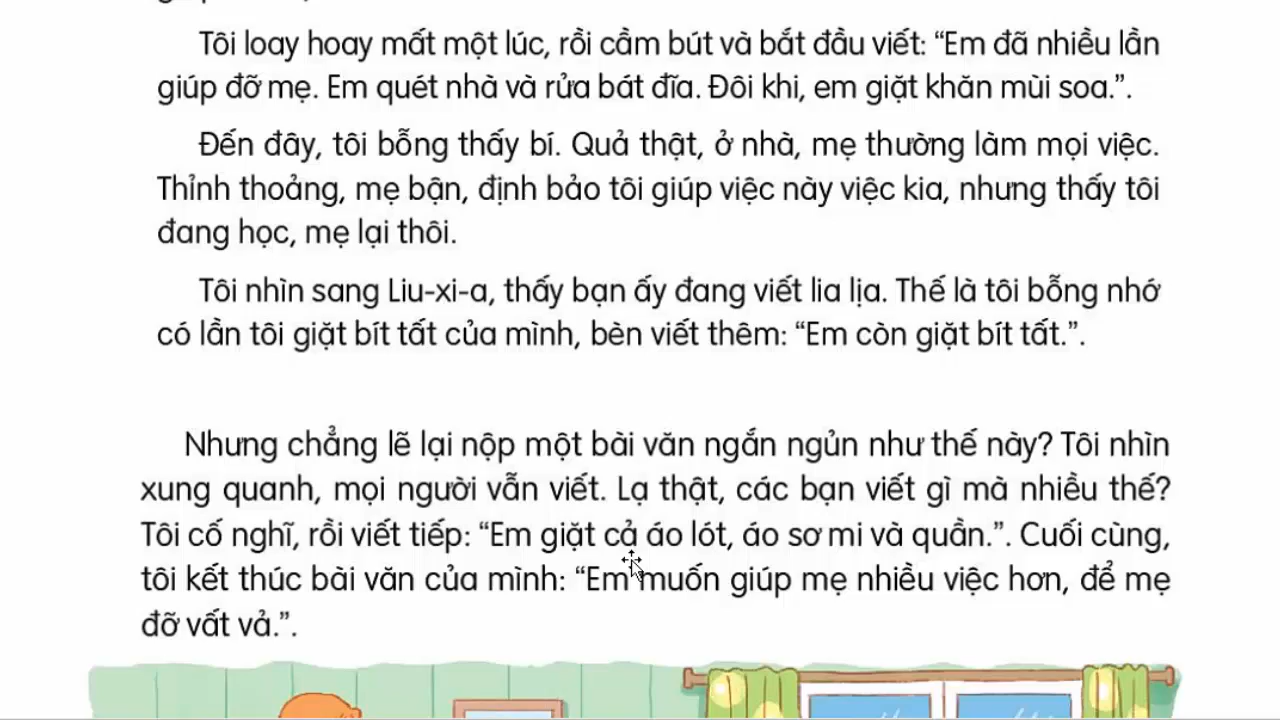 Tôi loay hoay mất một lúc, rồi cầm bút và bắt đầu viết: “Em đã nhiều lần
giúp đỡ mẹ. Em quét nhà và rửa bát đĩa. Đôi khi, em giặt khăn mùi soa.”.
Đến đây, tôi bỗng thấy bí. Quả thật, ở nhà, mẹ thường làm mọi việc.
Thỉnh thoảng, mẹ bận, định bảo tôi giúp việc này việc kia, nhưng thấy tôi
đang học, mẹ lại thôi.
Tôi nhìn sang Liu-xi-a, thấy bạn ấy đang viết lia lịa. Thế là tôi bỗng nhớ
có lần tôi giặt bít tất của mình, bèn viết thêm: “Em còn giặt bít tất.”.
Nhưng chẳng lẽ lại nộp một bài văn ngắn ngủn như thế này? Tôi nhìn
xung quanh, mọi người vẫn viết. Lạ thật, các bạn viết gì mà nhiều thế?
Tôi cố nghĩ, rồi viết tiếp: “Em giặt cả áo lót, áo sơ mi và quần.”. Cuối cùng,
tôi kết thúc bài văn của mình: “Em muốn giúp mẹ nhiều việc hơn, để mẹ
đỡ vất vả.”.